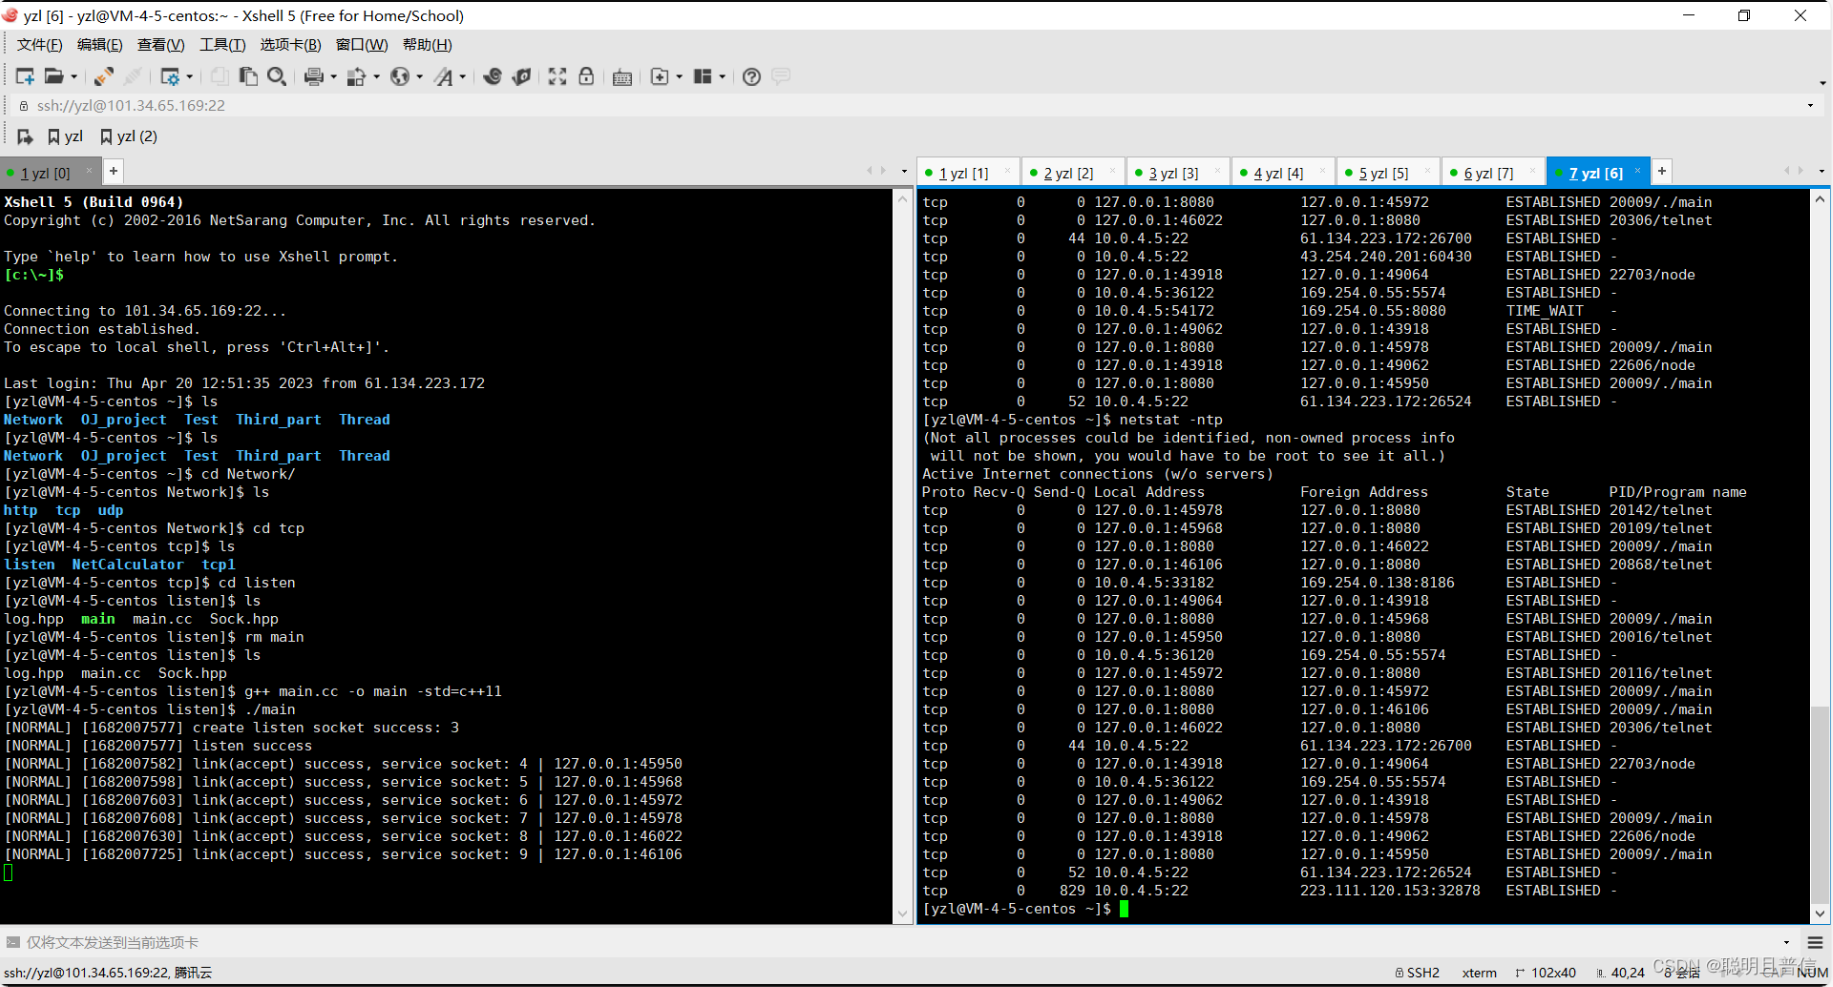 yzl [6] - yzl@VM-4-5-centos:~ - Xshell 5 (Free for Home/School)
文件(F) 编辑(E) 查看(V) 工具(T) 选项卡(B) 窗口(W) 帮助(H)
ssh://yzl@101.34.65.169:22
yzl yzl (2)
1 yzl [0]
Xshell 5 (Build 0964)
Copyright (c) 2002-2016 NetSarang Computer, Inc. All rights reserved.
Type `help' to learn how to use Xshell prompt.
[c:\~]$
Connecting to 101.34.65.169:22...
Connection established.
To escape to local shell, press 'Ctrl+Alt+]'.
Last login: Thu Apr 20 12:51:35 2023 from 61.134.223.172
[yzl@VM-4-5-centos ~]$ ls
Network OJ_project Test Third_part Thread
[yzl@VM-4-5-centos ~]$ ls
Network OJ_project Test Third_part Thread
[yzl@VM-4-5-centos ~]$ cd Network/
[yzl@VM-4-5-centos Network]$ ls
http tcp udp
[yzl@VM-4-5-centos Network]$ cd tcp
[yzl@VM-4-5-centos tcp]$ ls
listen NetCalculator tcp1
[yzl@VM-4-5-centos tcp]$ cd listen
[yzl@VM-4-5-centos listen]$ ls
log.hpp main main.cc Sock.hpp
[yzl@VM-4-5-centos listen]$ rm main
[yzl@VM-4-5-centos listen]$ ls
log.hpp main.cc Sock.hpp
[yzl@VM-4-5-centos listen]$ g++ main.cc -o main -std=c++11
[yzl@VM-4-5-centos listen]$ ./main
[NORMAL] [1682007577] create listen socket success: 3
[NORMAL] [1682007577] listen success
[NORMAL] [1682007582] link(accept) success, service socket: 4 | 127.0.0.1:45950
[NORMAL] [1682007598] link(accept) success, service socket: 5 | 127.0.0.1:45968
[NORMAL] [1682007603] link(accept) success, service socket: 6 | 127.0.0.1:45972
[NORMAL] [1682007608] link(accept) success, service socket: 7 | 127.0.0.1:45978
[NORMAL] [1682007630] link(accept) success, service socket: 8 | 127.0.0.1:46022
[NORMAL] [1682007725] link(accept) success, service socket: 9 | 127.0.0.1:46106
1 yzl [1] 2 yzl [2] 3 yzl [3] 4 yzl [4] 5 yzl [5] 6 yzl [7] 7 yzl [6]
tcp 0 0 127.0.0.1:8080 127.0.0.1:45972 ESTABLISHED 20009/./main
tcp 0 0 127.0.0.1:46022 127.0.0.1:8080 ESTABLISHED 20306/telnet
tcp 0 44 10.0.4.5:22 61.134.223.172:26700 ESTABLISHED -
tcp 0 0 10.0.4.5:22 43.254.240.201:60430 ESTABLISHED -
tcp 0 0 127.0.0.1:43918 127.0.0.1:49064 ESTABLISHED 22703/node
tcp 0 0 10.0.4.5:36122 169.254.0.55:5574 ESTABLISHED -
tcp 0 0 10.0.4.5:54172 169.254.0.55:8080 TIME_WAIT -
tcp 0 0 127.0.0.1:49062 127.0.0.1:43918 ESTABLISHED -
tcp 0 0 127.0.0.1:8080 127.0.0.1:45978 ESTABLISHED 20009/./main
tcp 0 0 127.0.0.1:43918 127.0.0.1:49062 ESTABLISHED 22606/node
tcp 0 0 127.0.0.1:8080 127.0.0.1:45950 ESTABLISHED 20009/./main
tcp 0 52 10.0.4.5:22 61.134.223.172:26524 ESTABLISHED -
[yzl@VM-4-5-centos ~]$ netstat -ntp
(Not all processes could be identified, non-owned process info
will not be shown, you would have to be root to see it all.)
Active Internet connections (w/o servers)
Proto Recv-Q Send-Q Local Address Foreign Address State PID/Program name
tcp 0 0 127.0.0.1:45978 127.0.0.1:8080 ESTABLISHED 20142/telnet
tcp 0 0 127.0.0.1:45968 127.0.0.1:8080 ESTABLISHED 20109/telnet
tcp 0 0 127.0.0.1:8080 127.0.0.1:46022 ESTABLISHED 20009/./main
tcp 0 0 127.0.0.1:46106 127.0.0.1:8080 ESTABLISHED 20868/telnet
tcp 0 0 10.0.4.5:33182 169.254.0.138:8186 ESTABLISHED -
tcp 0 0 127.0.0.1:49064 127.0.0.1:43918 ESTABLISHED -
tcp 0 0 127.0.0.1:8080 127.0.0.1:45968 ESTABLISHED 20009/./main
tcp 0 0 127.0.0.1:45950 127.0.0.1:8080 ESTABLISHED 20016/telnet
tcp 0 0 10.0.4.5:36120 169.254.0.55:5574 ESTABLISHED -
tcp 0 0 127.0.0.1:45972 127.0.0.1:8080 ESTABLISHED 20116/telnet
tcp 0 0 127.0.0.1:8080 127.0.0.1:45972 ESTABLISHED 20009/./main
tcp 0 0 127.0.0.1:8080 127.0.0.1:46106 ESTABLISHED 20009/./main
tcp 0 0 127.0.0.1:46022 127.0.0.1:8080 ESTABLISHED 20306/telnet
tcp 0 44 10.0.4.5:22 61.134.223.172:26700 ESTABLISHED -
tcp 0 0 127.0.0.1:43918 127.0.0.1:49064 ESTABLISHED 22703/node
tcp 0 0 10.0.4.5:36122 169.254.0.55:5574 ESTABLISHED -
tcp 0 0 127.0.0.1:49062 127.0.0.1:43918 ESTABLISHED -
tcp 0 0 127.0.0.1:8080 127.0.0.1:45978 ESTABLISHED 20009/./main
tcp 0 0 127.0.0.1:43918 127.0.0.1:49062 ESTABLISHED 22606/node
tcp 0 0 127.0.0.1:8080 127.0.0.1:45950 ESTABLISHED 20009/./main
tcp 0 52 10.0.4.5:22 61.134.223.172:26524 ESTABLISHED -
tcp 0 829 10.0.4.5:22 223.111.120.153:32878 ESTABLISHED -
[yzl@VM-4-5-centos ~]$
仅将文本发送到当前选项卡
ssh://yzl@101.34.65.169:22, 腾讯云
SSH2 xterm 102x40 40,24 8 会话 NUM
CSDN @聪明且普信